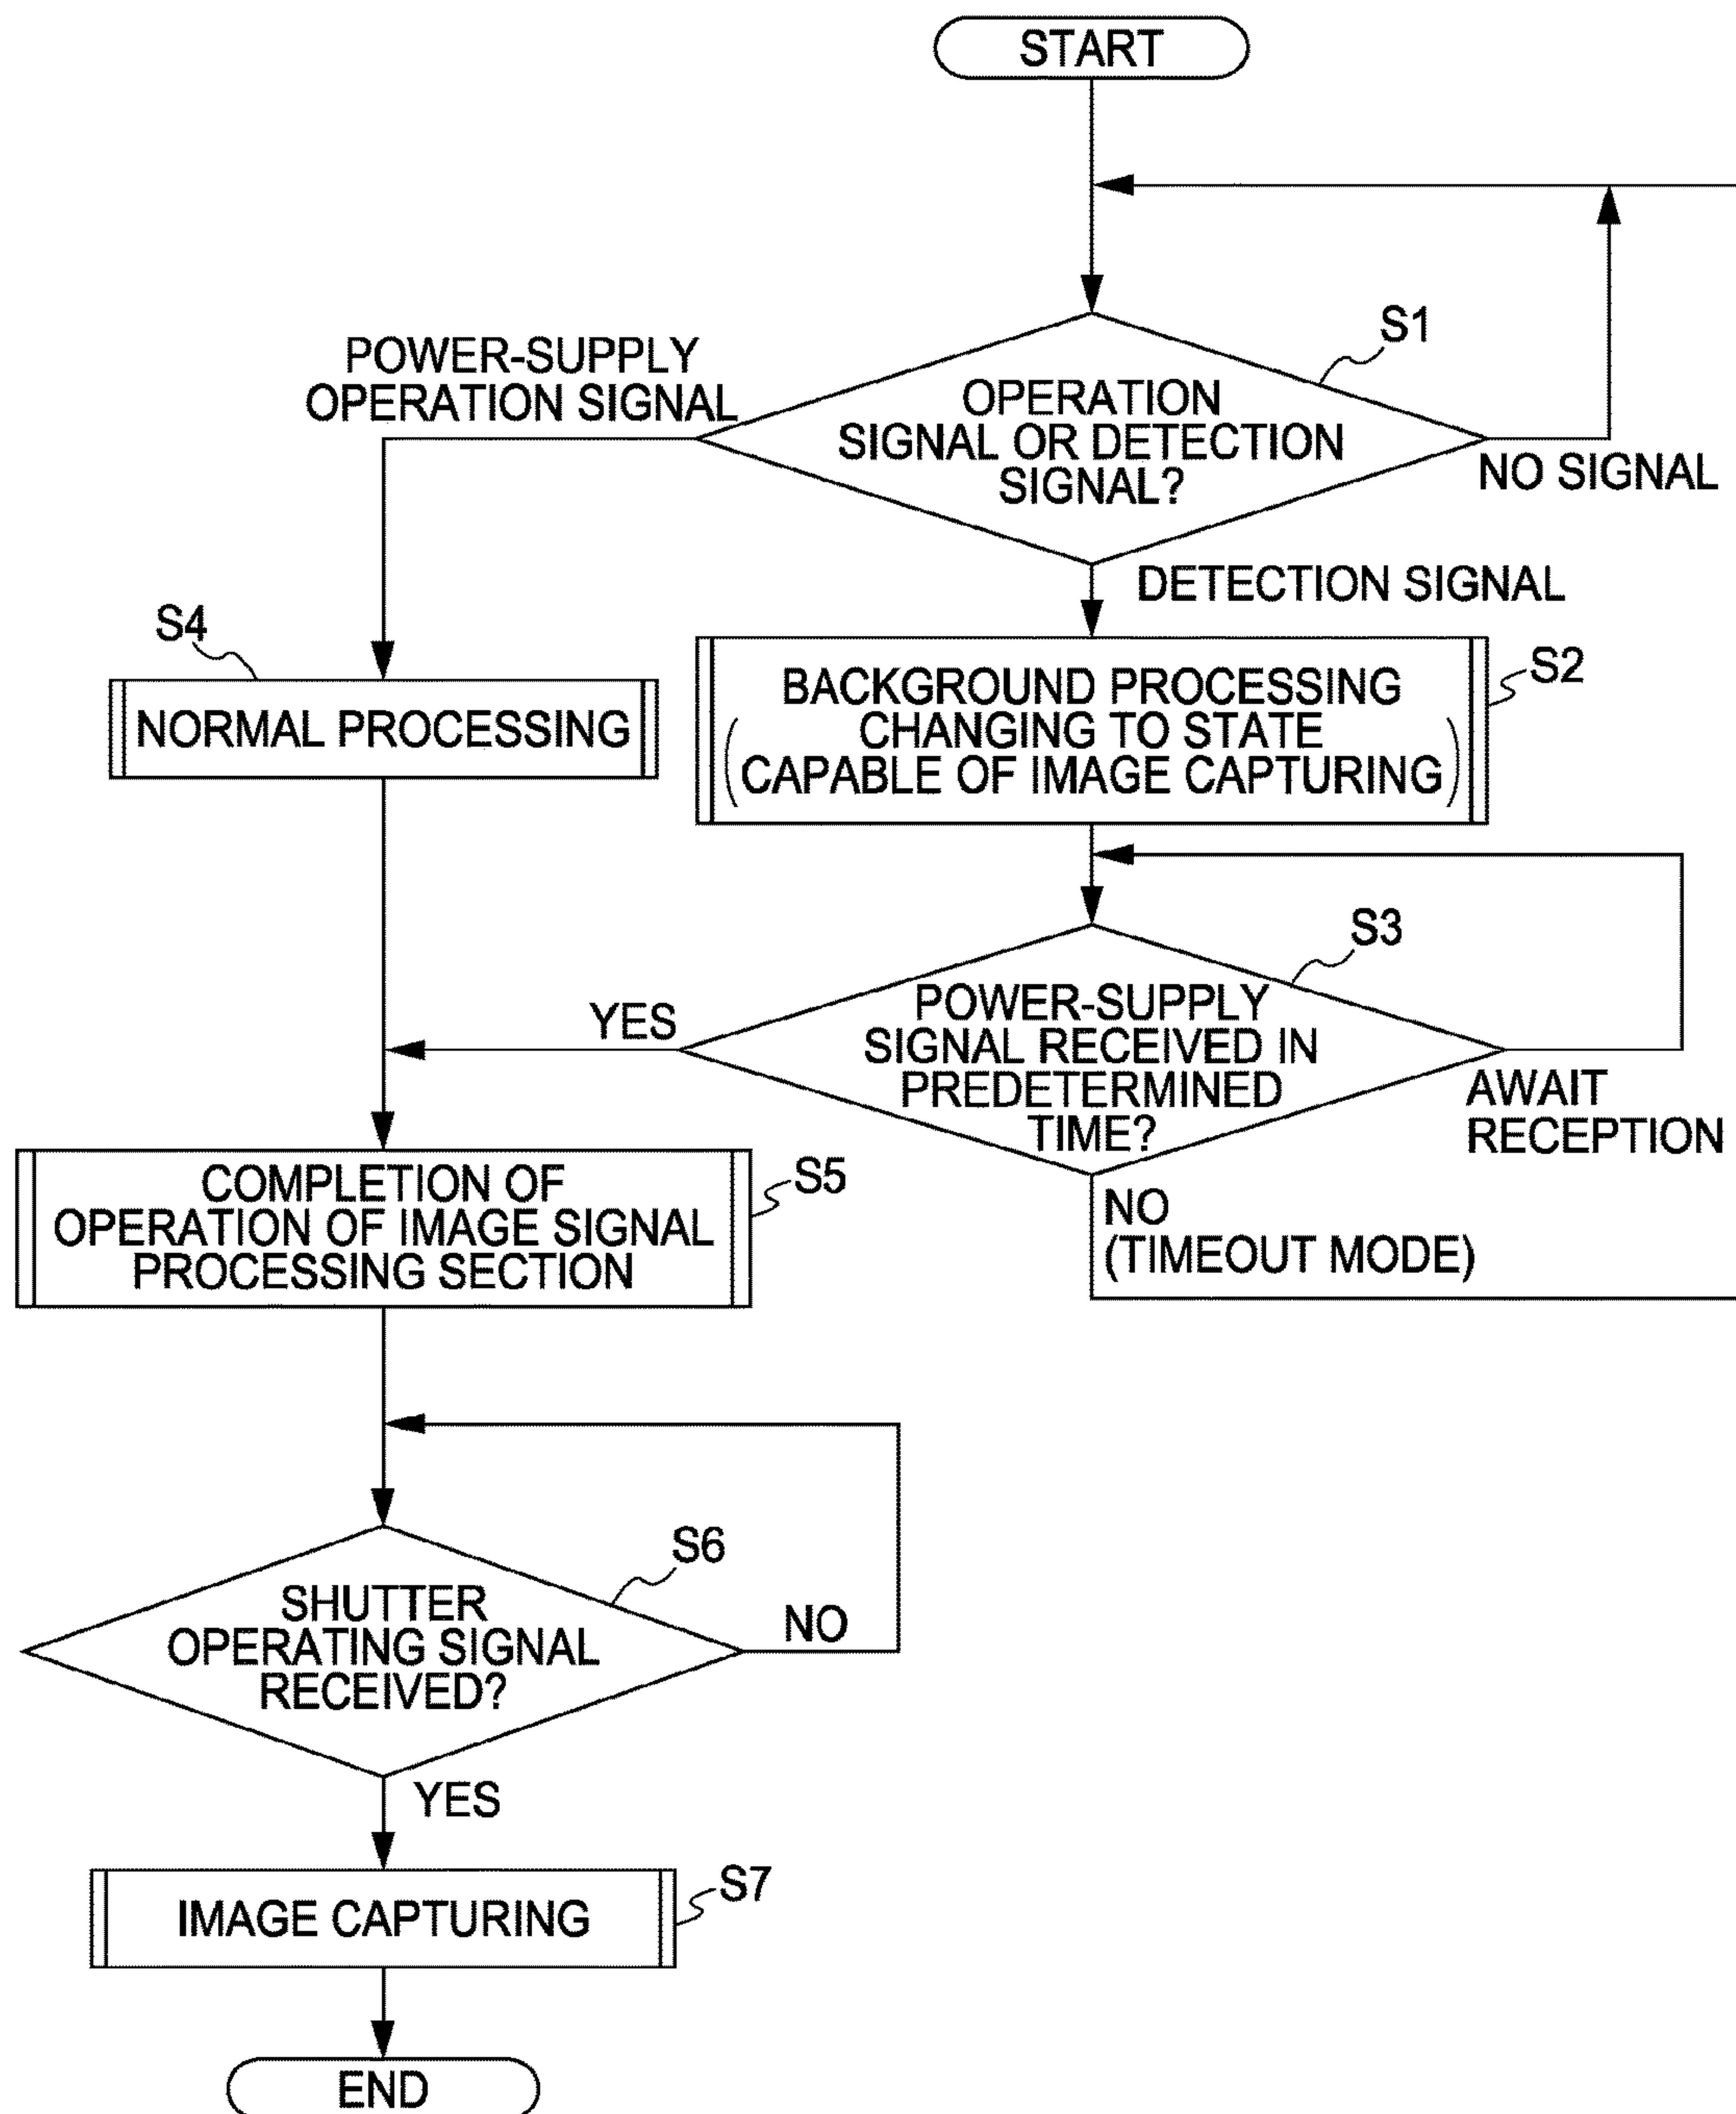 START
S1
POWER-SUPPLY
OPERATION SIGNAL
OPERATION
SIGNAL OR DETECTION
SIGNAL?
NO SIGNAL
DETECTION SIGNAL
S4
NORMAL PROCESSING
S2
BACKGROUND PROCESSING
(CHANGING TO STATE
CAPABLE OF IMAGE CAPTURING)
S3
YES
POWER-SUPPLY
SIGNAL RECEIVED IN
PREDETERMINED
TIME?
AWAIT
RECEPTION
NO
(TIMEOUT MODE)
S5
COMPLETION OF
OPERATION OF IMAGE SIGNAL
PROCESSING SECTION
S6
SHUTTER
OPERATING SIGNAL
RECEIVED?
NO
YES
S7
IMAGE CAPTURING
END